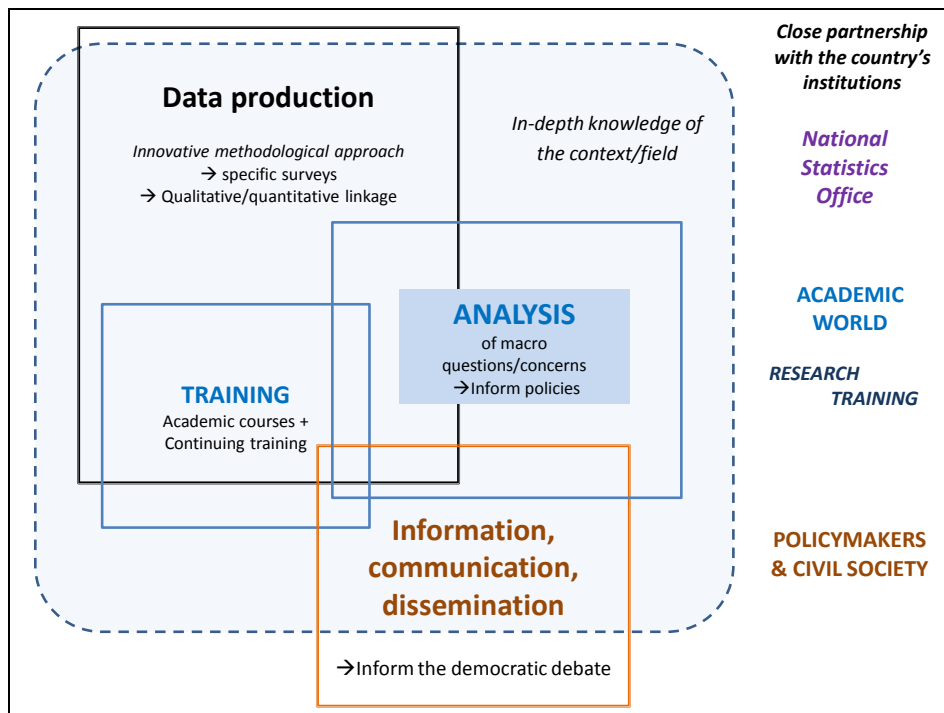 Data production
Innovative methodological approach
→ specific surveys
→ Qualitative/quantitative linkage
In-depth knowledge of
the context/field
ANALYSIS
of macro
questions/concerns
→Inform policies
TRAINING
Academic courses +
Continuing training
Information,
communication,
dissemination
→Inform the democratic debate
Close partnership
with the country's
institutions
National
Statistics
Office
ACADEMIC
WORLD
RESEARCH
TRAINING
POLICYMAKERS
& CIVIL SOCIETY